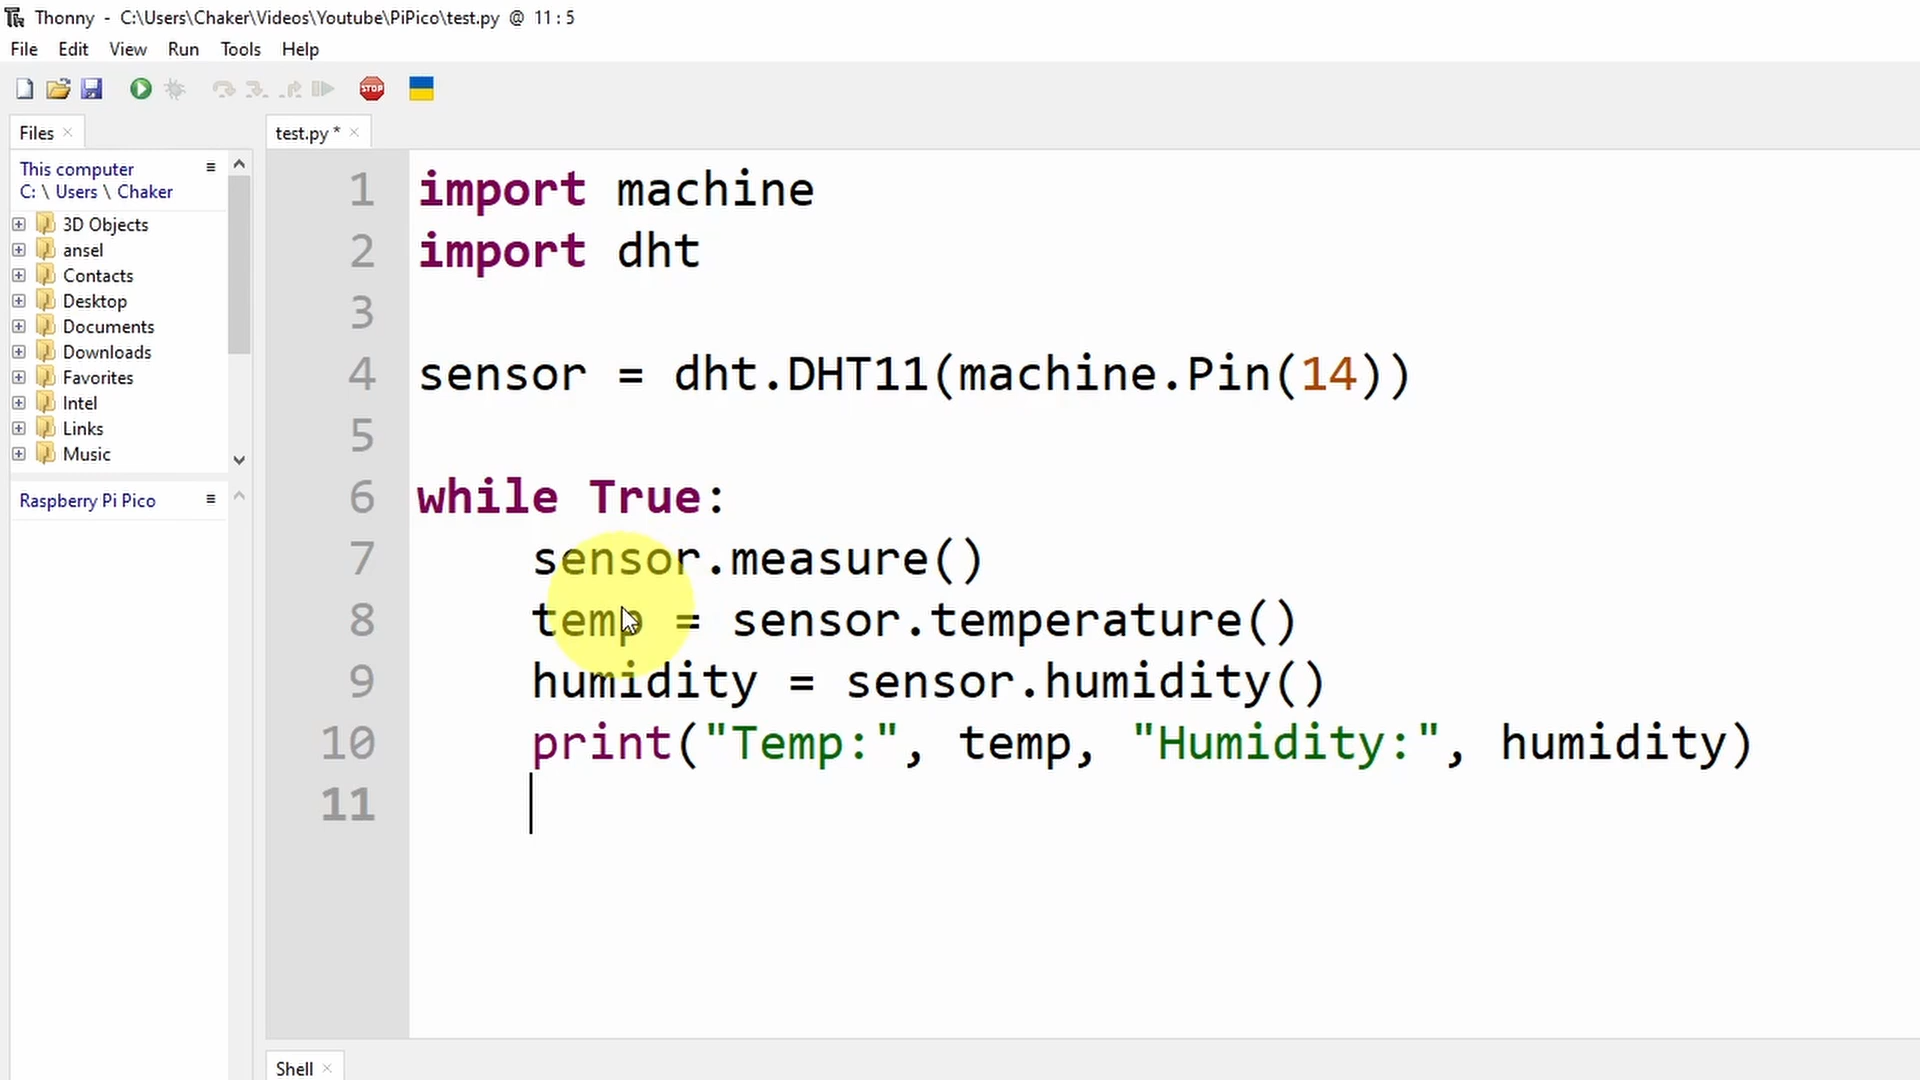 Thonny - C:\Users\Chaker\Videos\Youtube\PiPico\test.py @ 11 : 5
File Edit View Run Tools Help
STOP
Files
test.py *
This computer
C: \ Users \ Chaker
3D Objects
ansel
Contacts
Desktop
Documents
Downloads
Favorites
Intel
Links
Music
Raspberry Pi Pico
1 import machine
2 import dht
3
4 sensor = dht.DHT11(machine.Pin(14))
5
6 while True:
7     sensor.measure()
8     temp = sensor.temperature()
9     humidity = sensor.humidity()
10     print("Temp:", temp, "Humidity:", humidity)
11
Shell